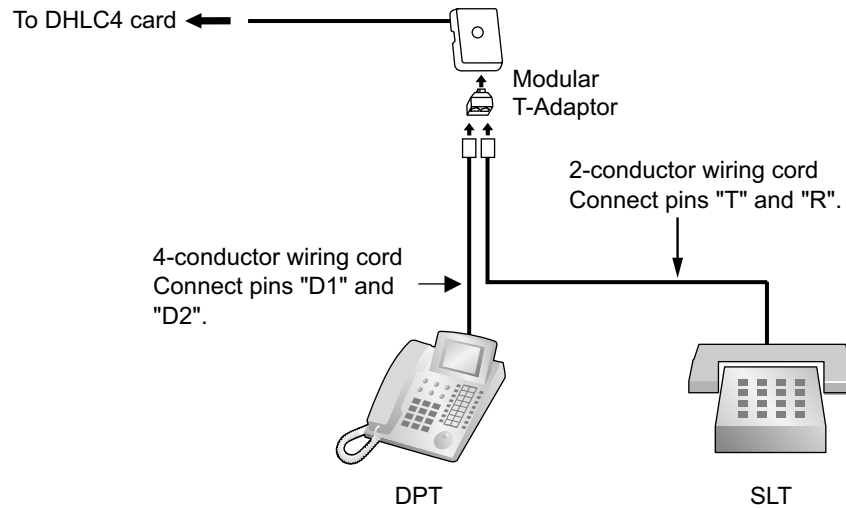 To DHLC4 card
Modular
T-Adaptor
2-conductor wiring cord
Connect pins "T" and "R".
4-conductor wiring cord
Connect pins "D1" and
"D2".
DPT
SLT